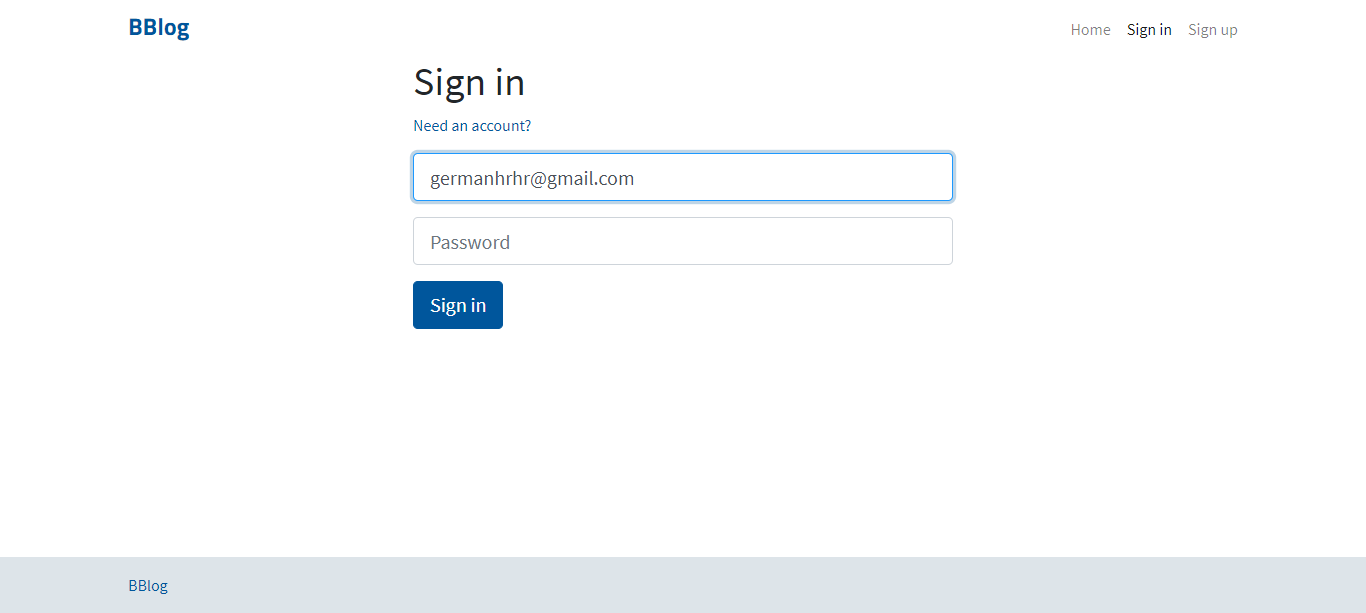 BBlog
Home Sign in Sign up
Sign in
Need an account?
germanhrhr@gmail.com
Password
Sign in
BBlog